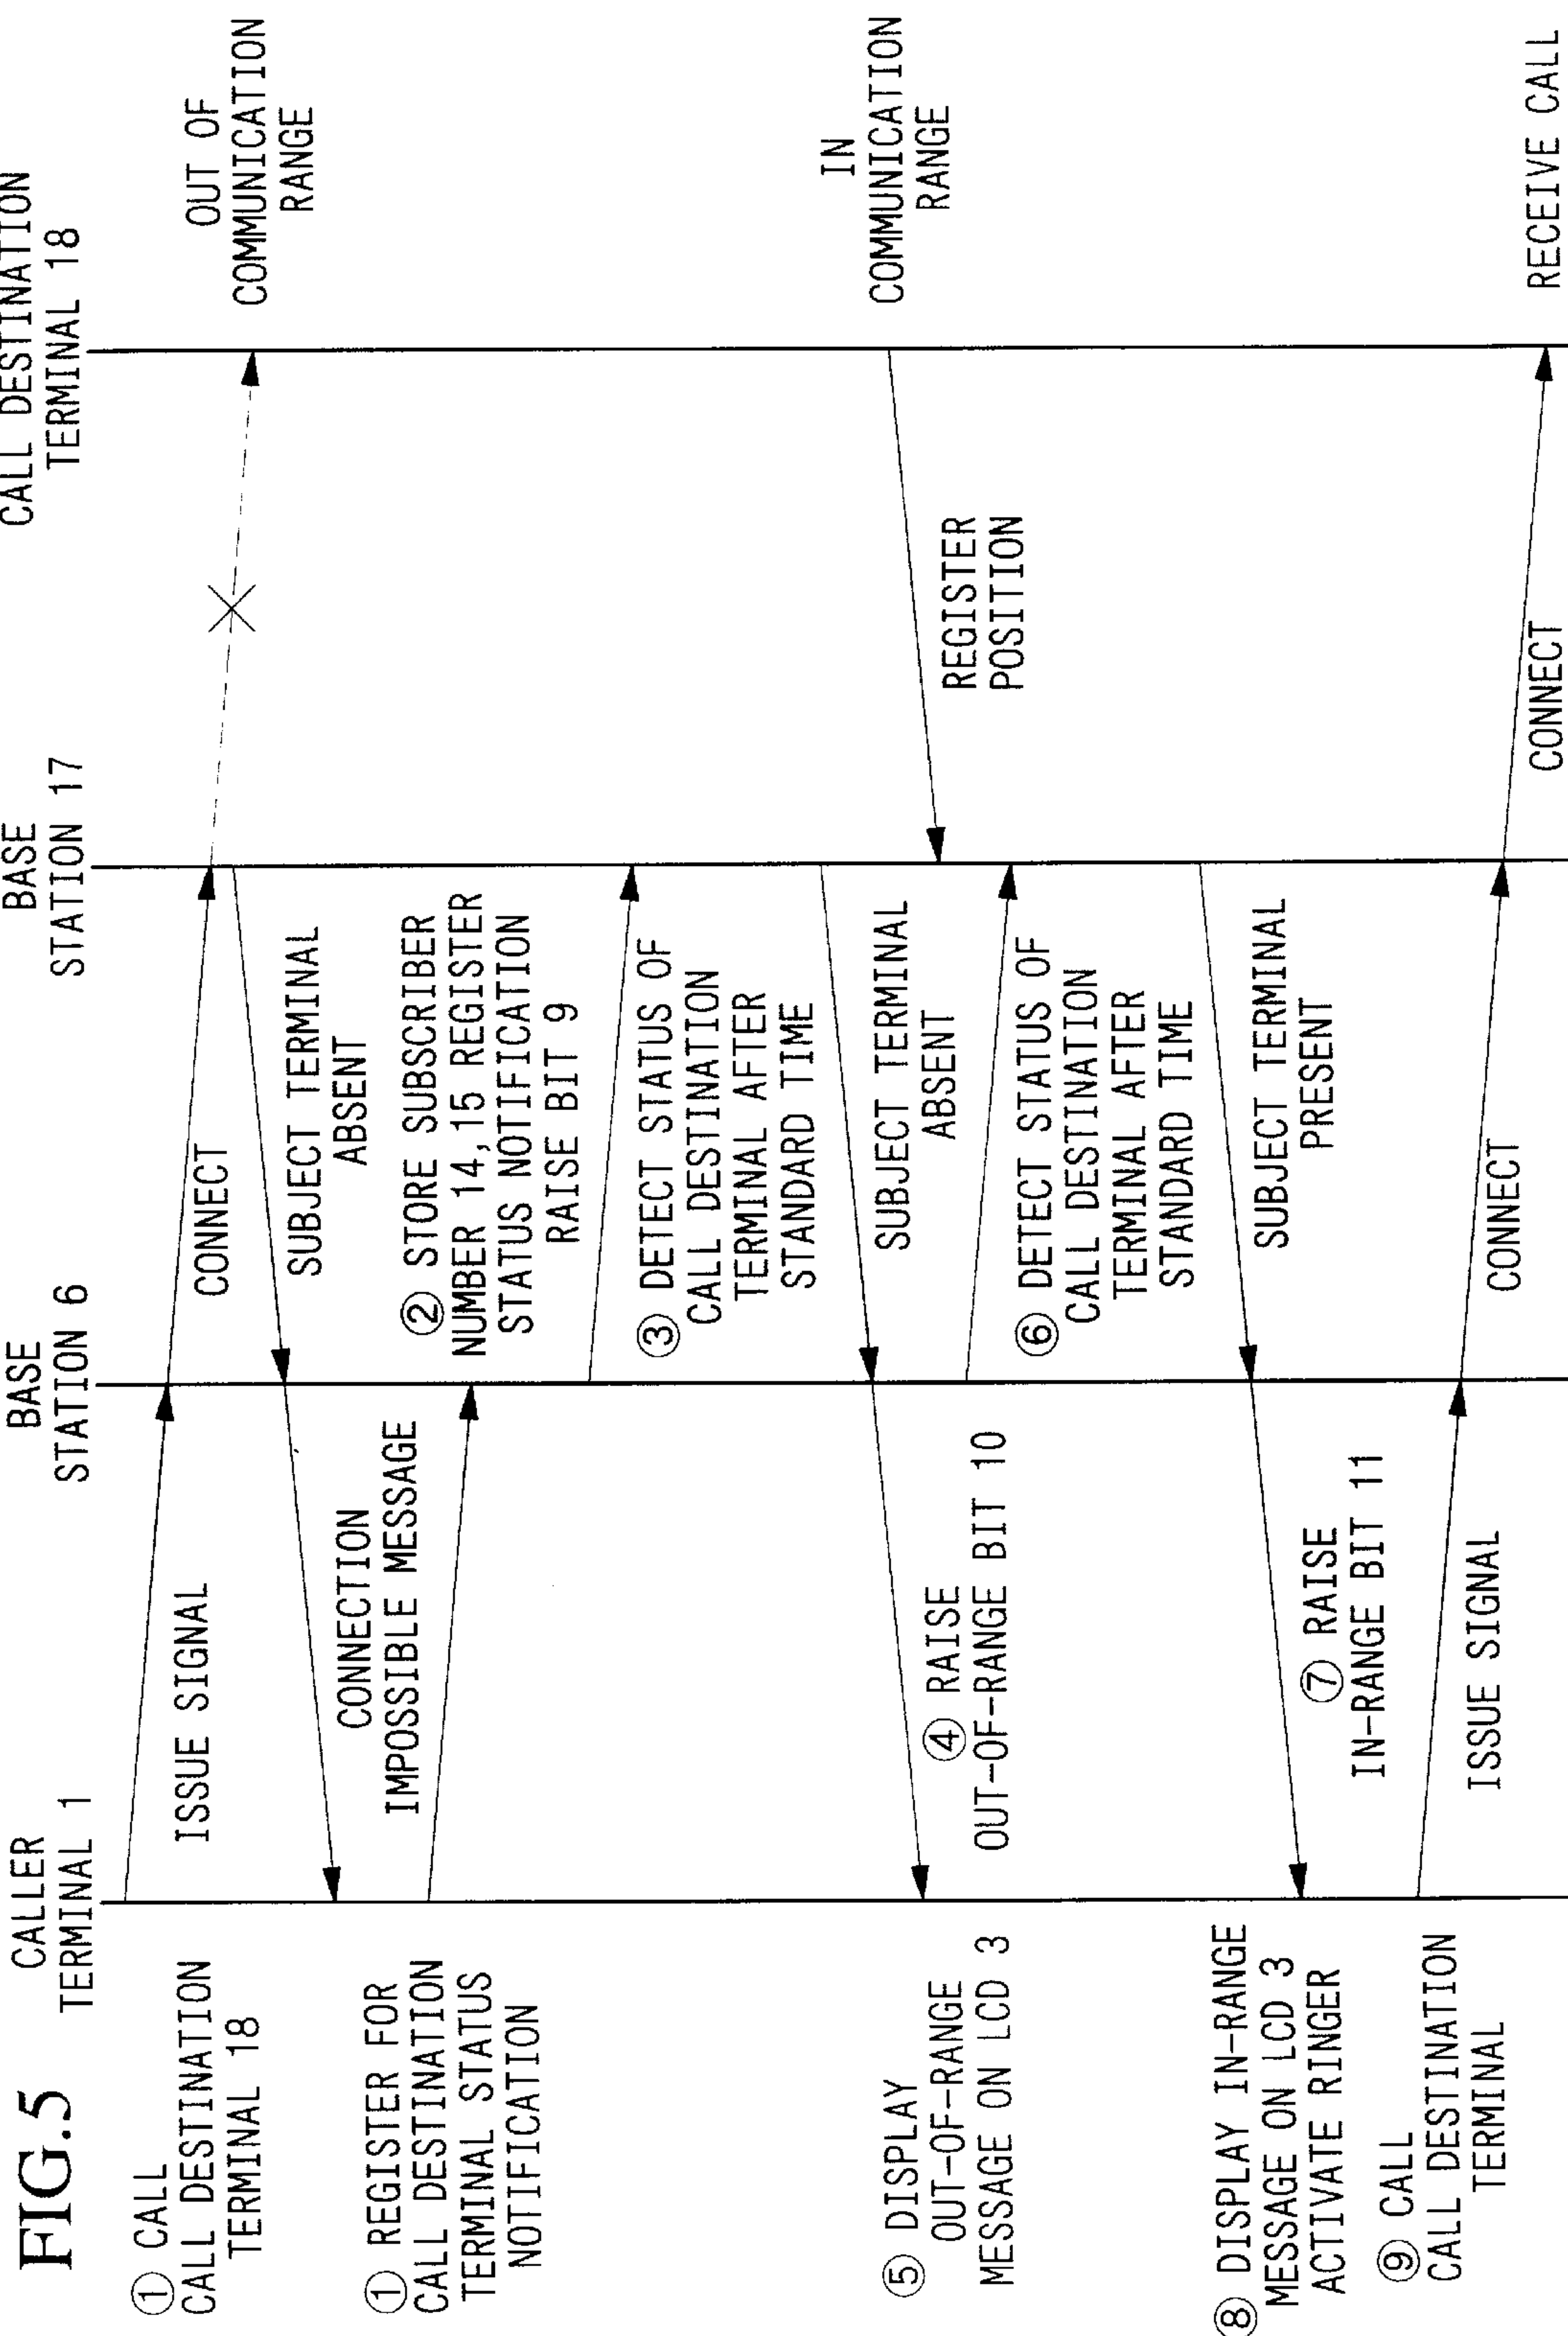 FIG.5
CALLER
TERMINAL 1
BASE
STATION 6
BASE
STATION 17
CALL DESTINATION
TERMINAL 18
① CALL
CALL DESTINATION
TERMINAL 18
ISSUE SIGNAL
CONNECT
OUT OF
COMMUNICATION
RANGE
SUBJECT TERMINAL
ABSENT
CONNECTION
IMPOSSIBLE MESSAGE
① REGISTER FOR
CALL DESTINATION
TERMINAL STATUS
NOTIFICATION
② STORE SUBSCRIBER
NUMBER 14,15 REGISTER
STATUS NOTIFICATION
RAISE BIT 9
③ DETECT STATUS OF
CALL DESTINATION
TERMINAL AFTER
STANDARD TIME
IN
COMMUNICATION
RANGE
SUBJECT TERMINAL
ABSENT
REGISTER
POSITION
④ RAISE
OUT-OF-RANGE BIT 10
⑤ DISPLAY
OUT-OF-RANGE
MESSAGE ON LCD 3
⑥ DETECT STATUS OF
CALL DESTINATION
TERMINAL AFTER
STANDARD TIME
SUBJECT TERMINAL
PRESENT
⑦ RAISE
IN-RANGE BIT 11
⑧ DISPLAY IN-RANGE
MESSAGE ON LCD 3
ACTIVATE RINGER
⑨ CALL
CALL DESTINATION
TERMINAL
ISSUE SIGNAL
CONNECT
CONNECT
RECEIVE CALL